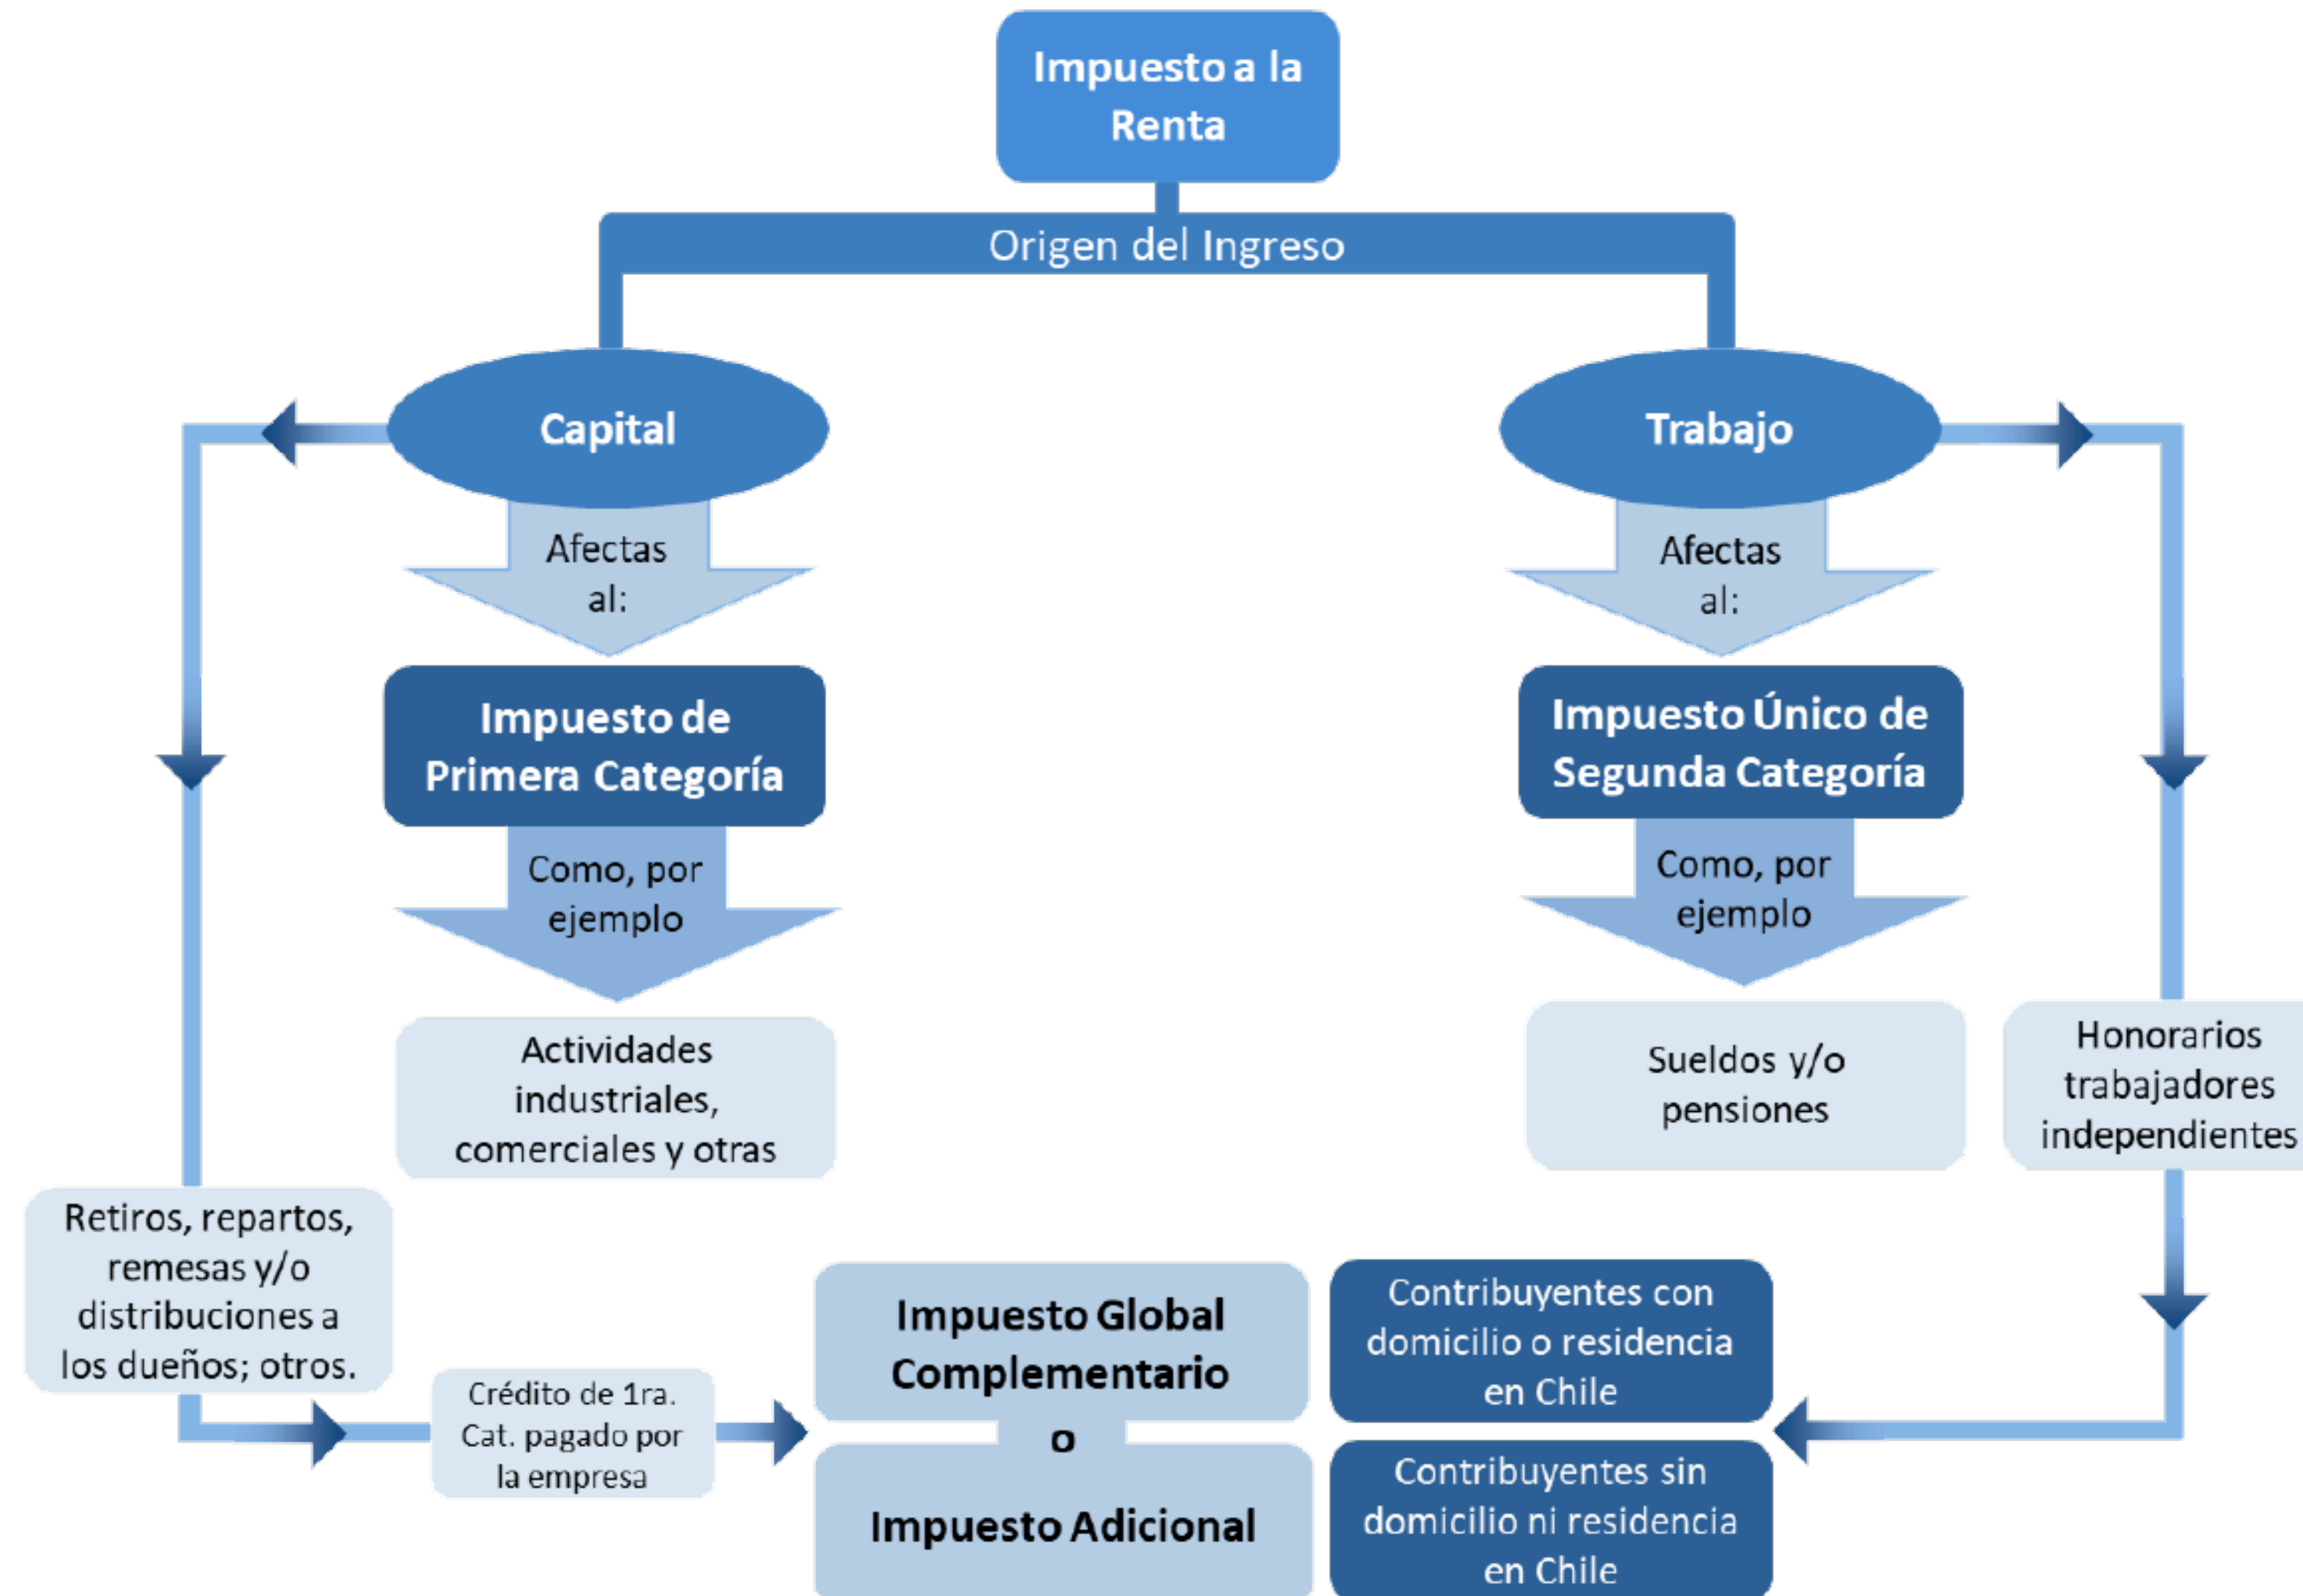 Impuesto a la
Renta
Origen del Ingreso
Capital
Trabajo
Afectas
al:
Afectas
al:
Impuesto de
Primera Categoría
Impuesto Único de
Segunda Categoría
Como, por
ejemplo
Como, por
ejemplo
Actividades
industriales,
comerciales y otras
Sueldos y/o
pensiones
Honorarios
trabajadores
independientes
Retiros, repartos,
remesas y/o
distribuciones a
los dueños; otros.
Crédito de 1ra.
Cat. pagado por
la empresa
Impuesto Global
Complementario
o
Impuesto Adicional
Contribuyentes con
domicilio o residencia
en Chile
Contribuyentes sin
domicilio ni residencia
en Chile